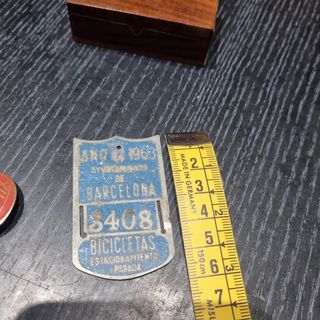 AÑO 1963
AYUNTAMIENTO
DE
BARCELONA
8408
BICICLETAS
ESTACIONAMIENTO
Y PARADA
MADE IN GERMANY
2
3
4
5
6
7
150cm